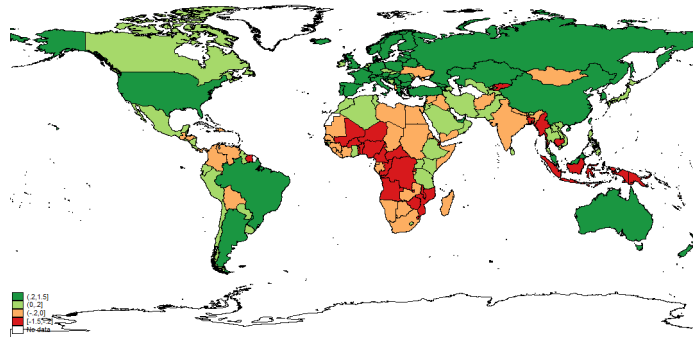 (.2,1.5]
(0,.2]
(-.2,0]
[-1.5,-.2]
No data